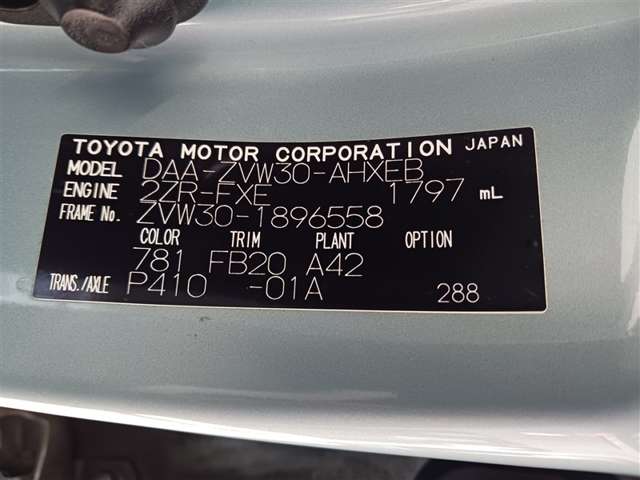 TOYOTA MOTOR CORPORATION JAPAN
MODEL DAA-ZVW30-AHXEB
ENGINE 2ZR-FXE 1797 mL
FRAME No. ZVW30-1896558
COLOR TRIM PLANT OPTION
781 FB20 A42
TRANS./AXLE P410 -01A 288